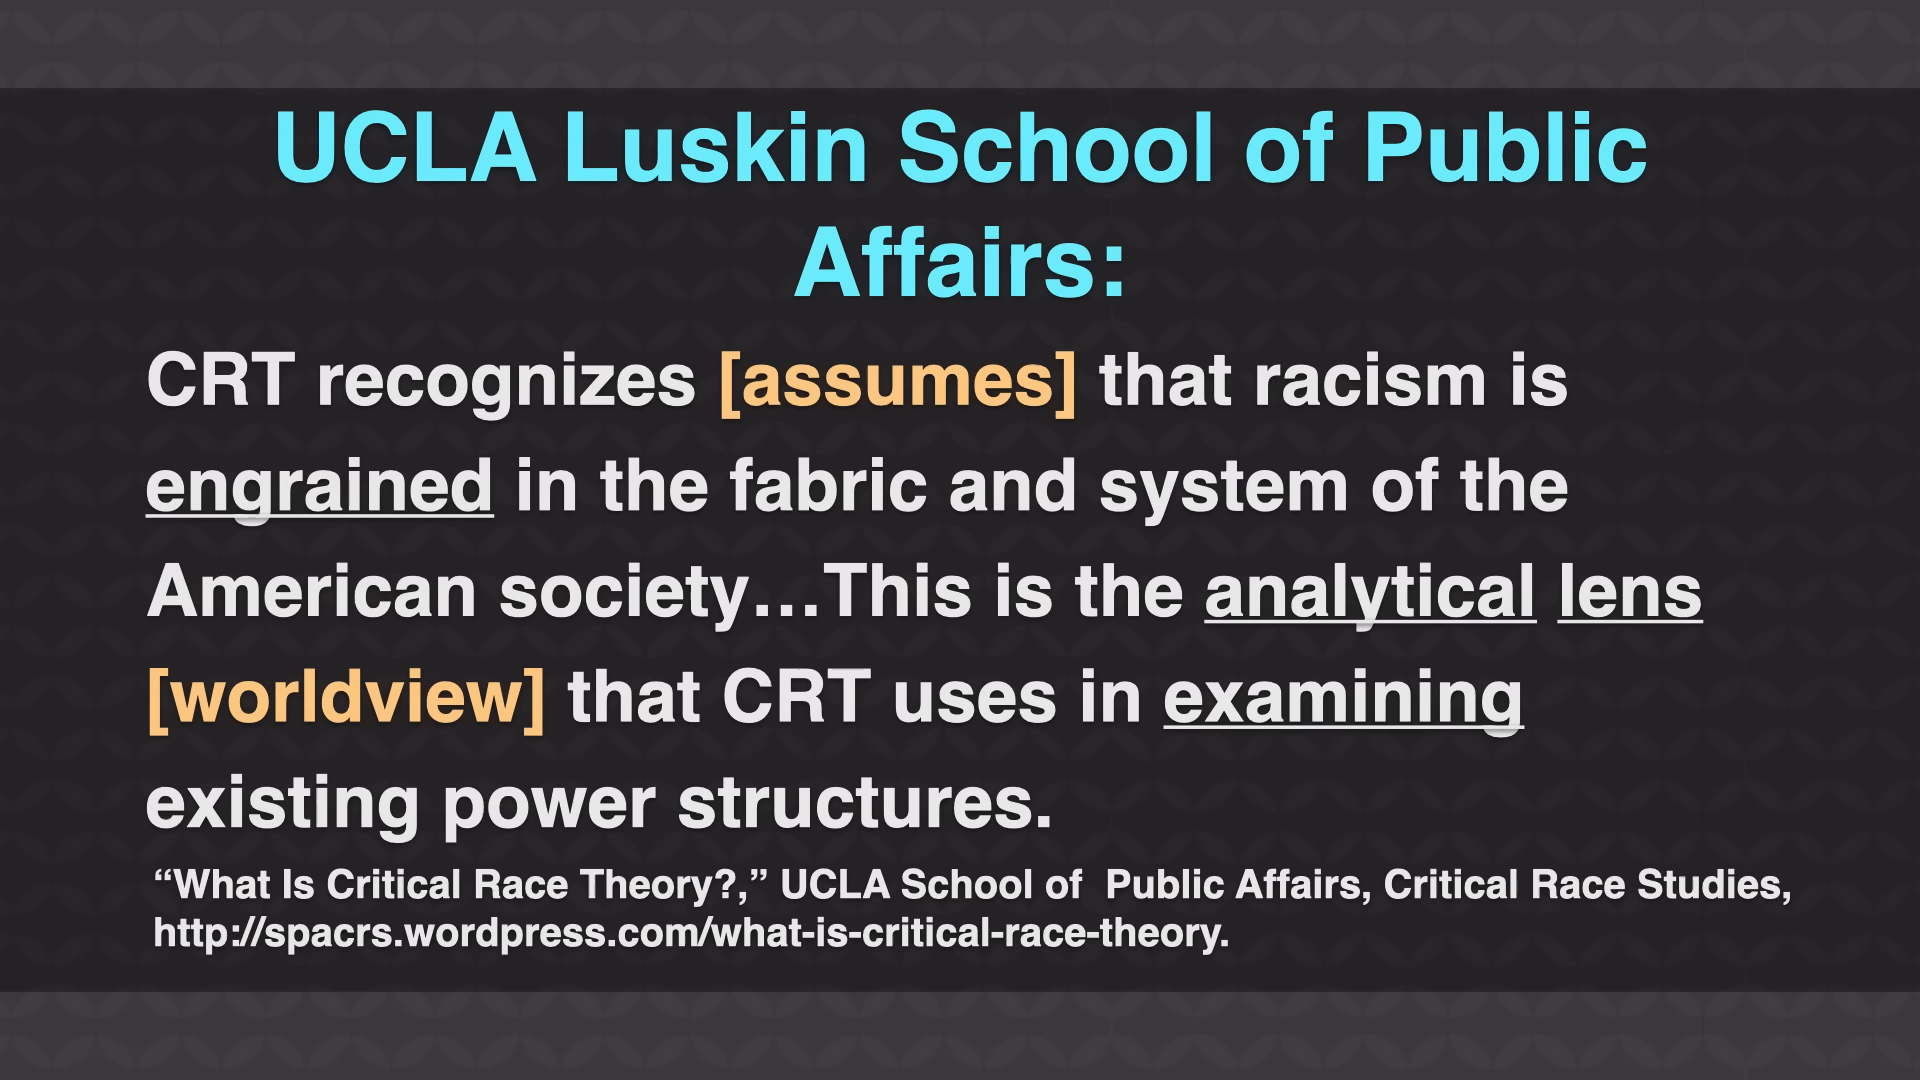 UCLA Luskin School of Public
Affairs:
CRT recognizes [assumes] that racism is
engrained in the fabric and system of the
American society…This is the analytical lens
[worldview] that CRT uses in examining
existing power structures.
“What Is Critical Race Theory?,” UCLA School of  Public Affairs, Critical Race Studies,
http://spacrs.wordpress.com/what-is-critical-race-theory.